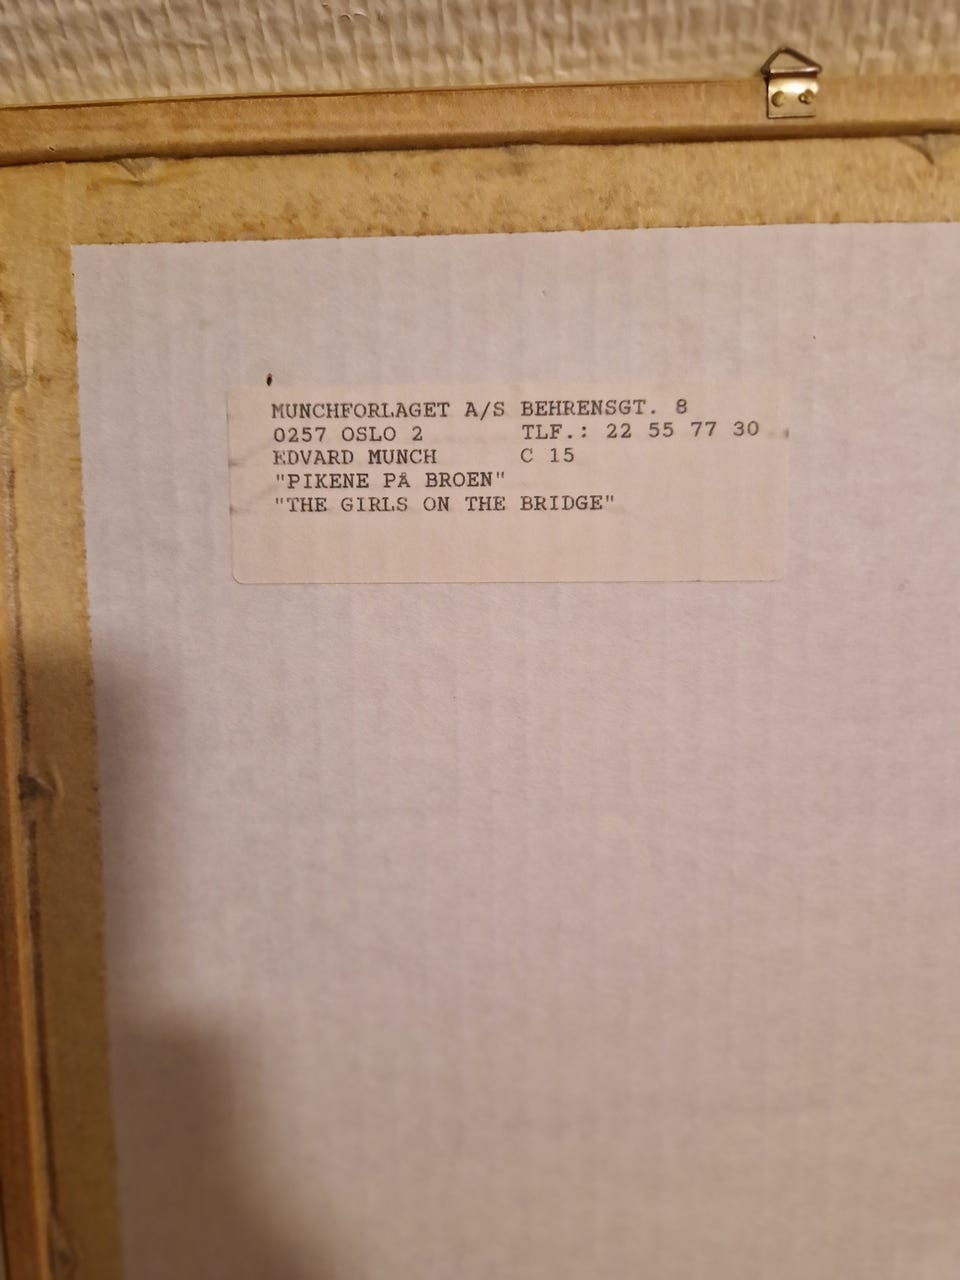 MUNCHFORLAGET A/S BEHRENSGT. 8
0257 OSLO 2 TLF.: 22 55 77 30
EDVARD MUNCH C 15
"PIKENE PÅ BROEN"
"THE GIRLS ON THE BRIDGE"